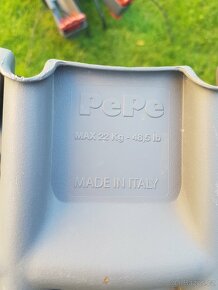 PePe
MAX 22 Kg - 48,5 lb
MADE IN ITALY